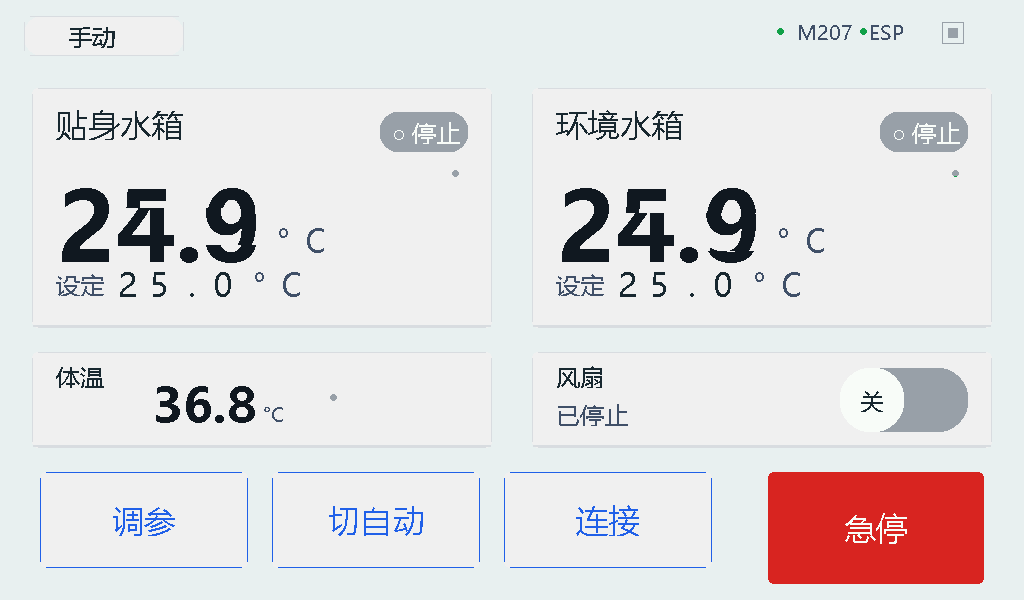 手动
M207 ESP
贴身水箱
停止
24.9 °C
设定 25.0 °C
环境水箱
停止
24.9 °C
设定 25.0 °C
体温
36.8 °C
风扇
已停止
关
调参
切自动
连接
急停